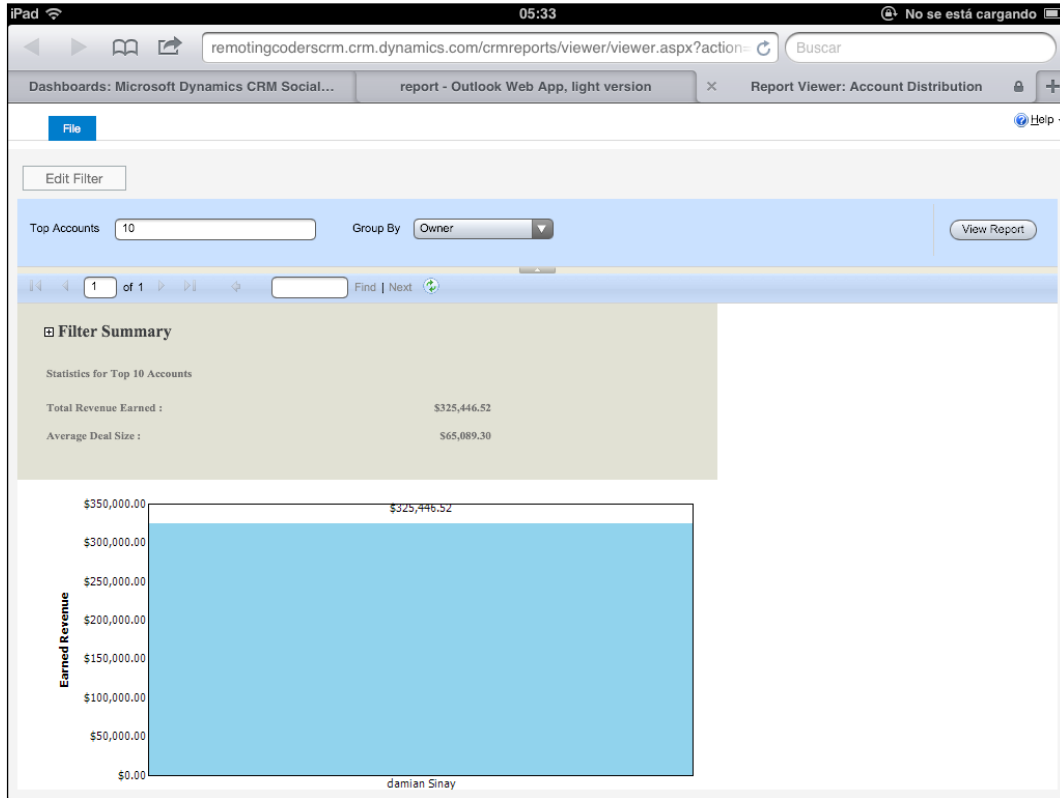 iPad 05:33 No se está cargando
remotingcoderscrm.crm.dynamics.com/crmreports/viewer/viewer.aspx?action= Buscar
Dashboards: Microsoft Dynamics CRM Social... report - Outlook Web App, light version Report Viewer: Account Distribution
File Help
Edit Filter
Top Accounts 10 Group By Owner View Report
1 of 1 Find | Next
Filter Summary
Statistics for Top 10 Accounts
Total Revenue Earned : $325,446.52
Average Deal Size : $65,089.30
$350,000.00 $325,446.52
$300,000.00
$250,000.00
$200,000.00
$150,000.00
$100,000.00
$50,000.00
$0.00
Earned Revenue
damian Sinay